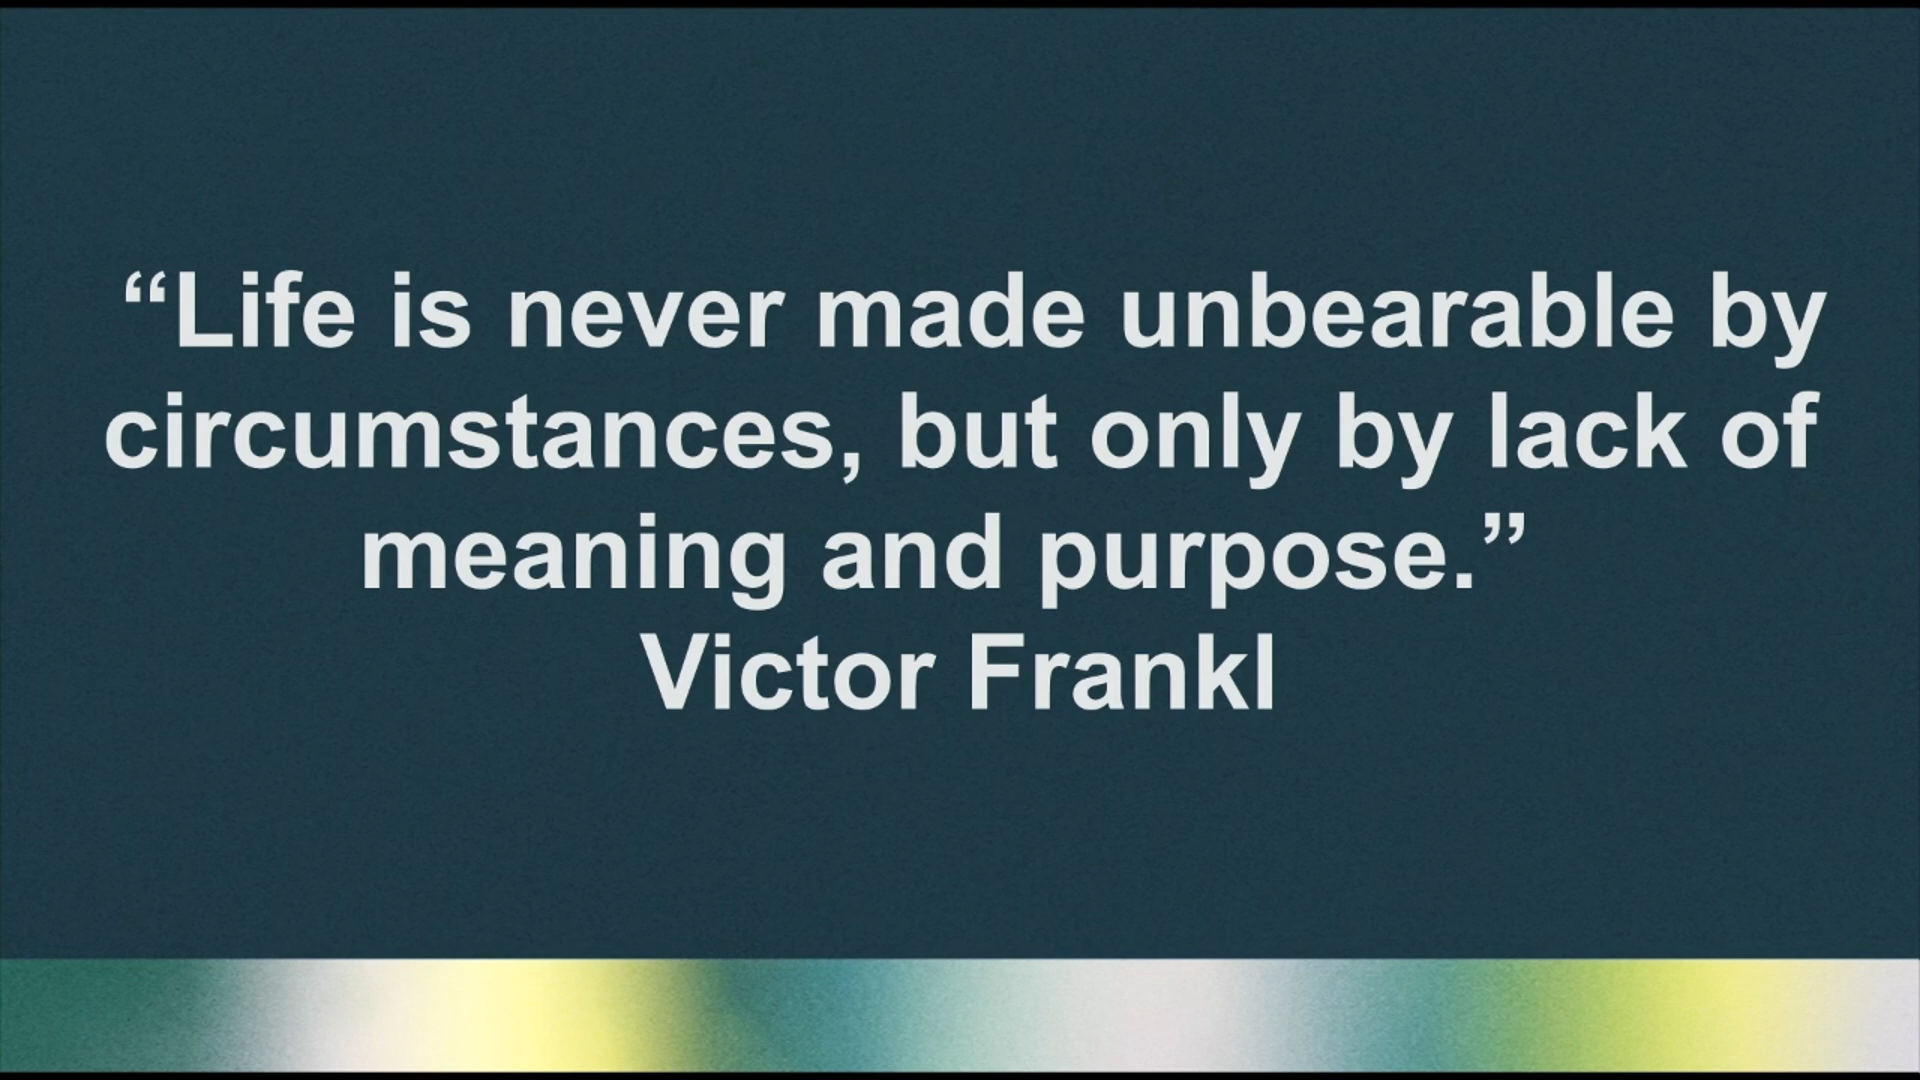 “Life is never made unbearable by
circumstances, but only by lack of
meaning and purpose.”
Victor Frankl